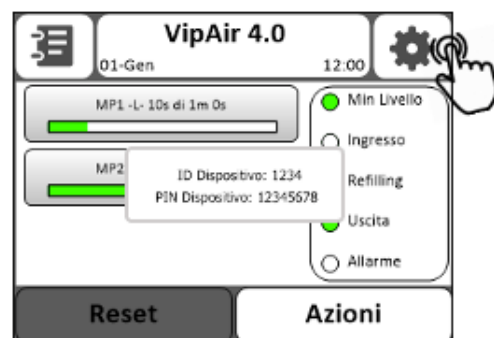 VipAir 4.0
01-Gen 12:00
MP1 -L- 10s di 1m 0s
MP2
ID Dispositivo: 1234
PIN Dispositivo: 12345678
Min Livello
Ingresso
Refilling
Uscita
Allarme
Reset Azioni